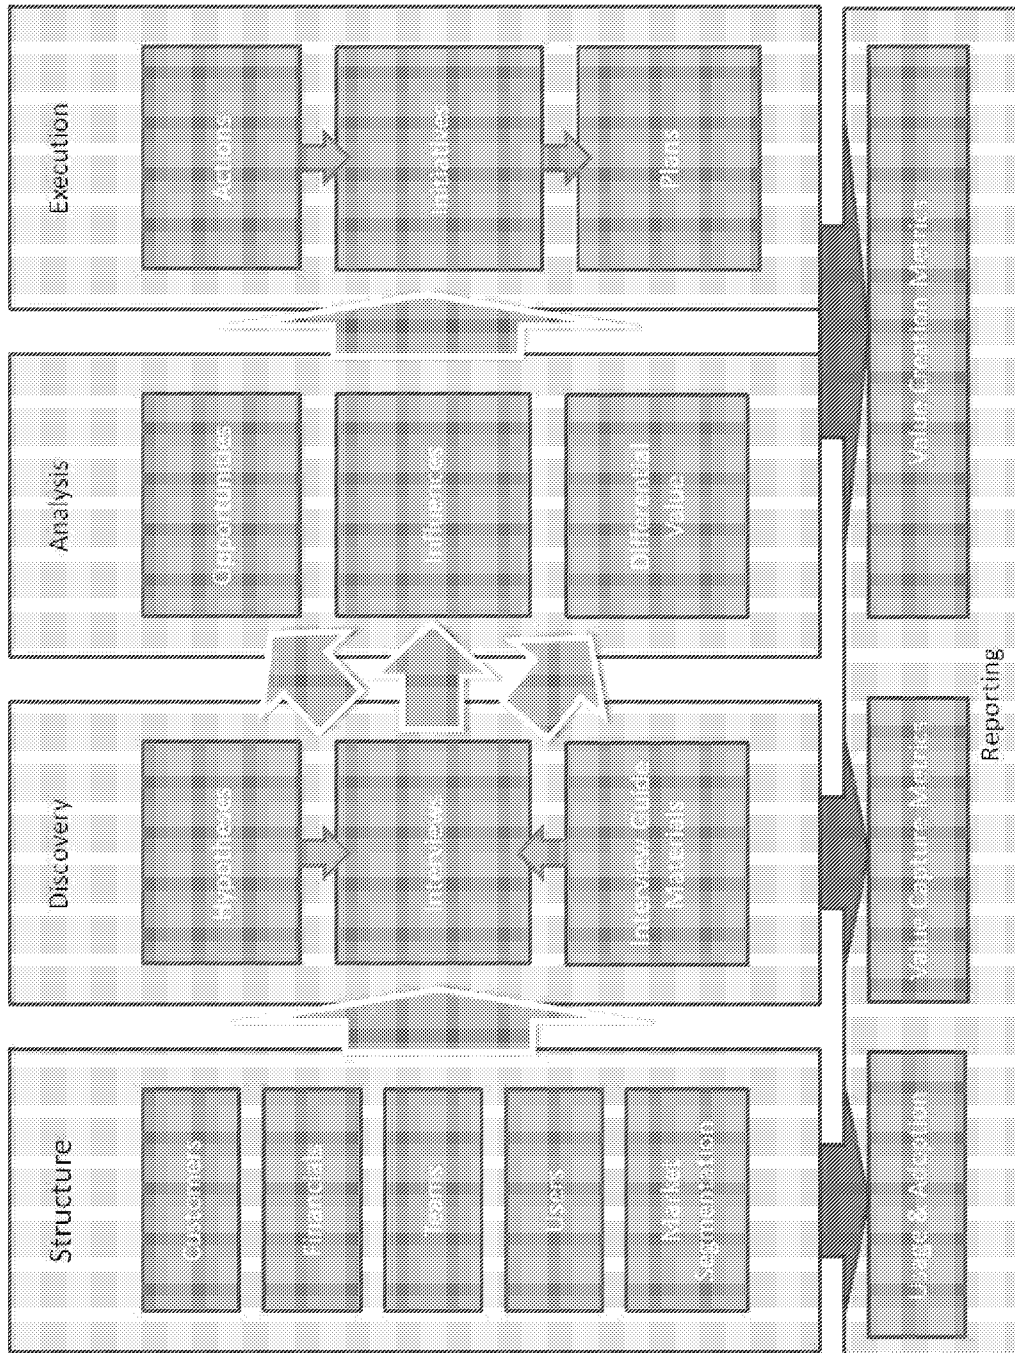 Structure
Customers
Financials
Teams
Users
Market
Segmentation
Discovery
Hypotheses
Interviews
Interview Guide
Materials
Analysis
Opportunities
Influences
Differential
Value
Execution
Actions
Initiatives
Plans
Usage & Adoption
Value Capture Metrics
Value Creation Metrics
Reporting